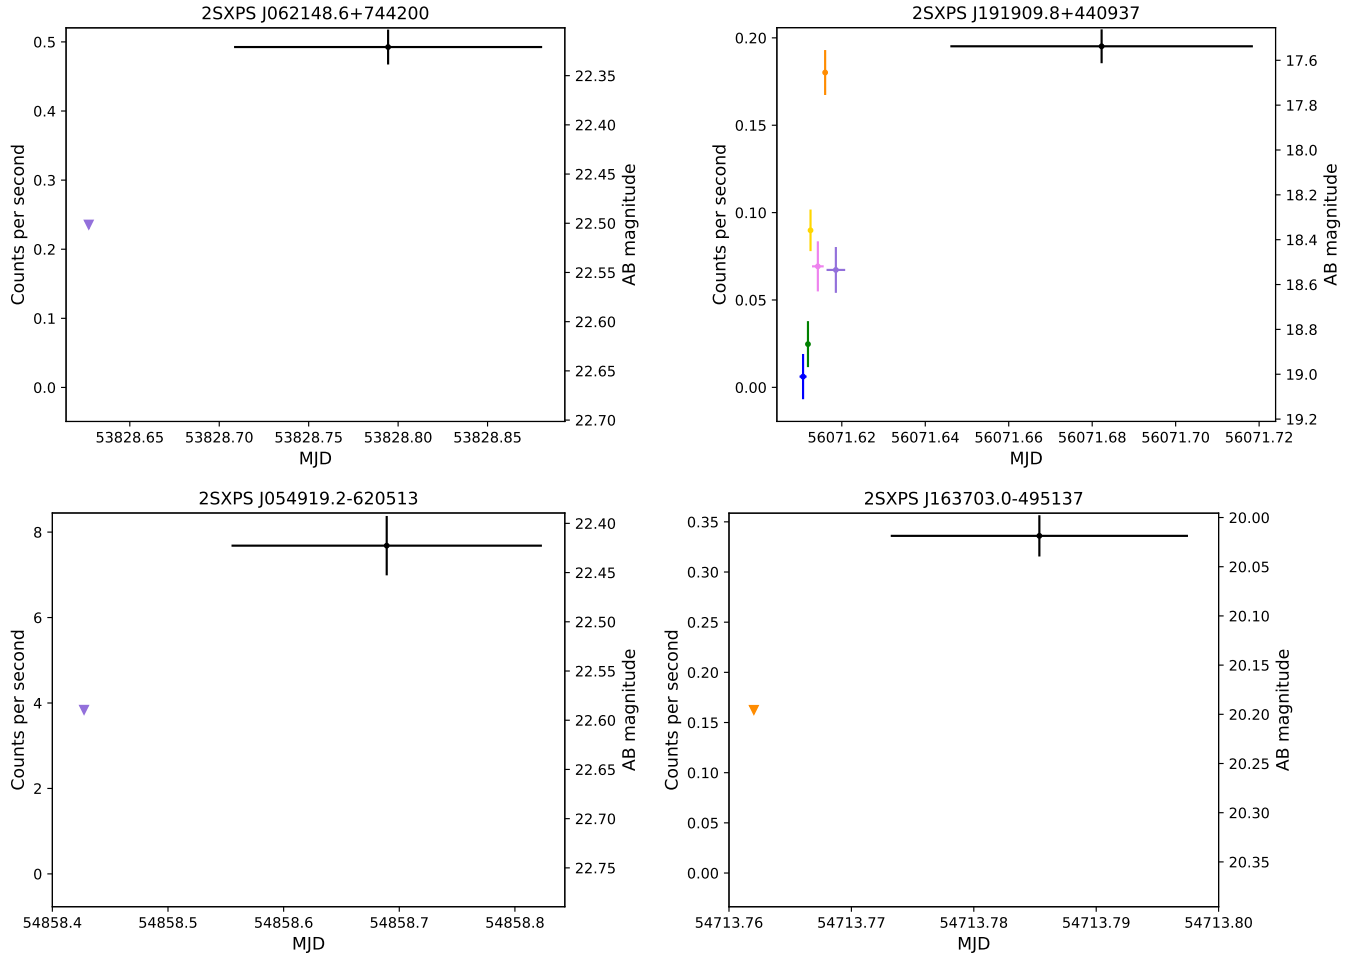 2SXPS J062148.6+744200
0.5
0.4
0.3
0.2
0.1
0.0
Counts per second
22.35
22.40
22.45
22.50
22.55
22.60
22.65
22.70
AB magnitude
53828.65 53828.70 53828.75 53828.80 53828.85
MJD
2SXPS J191909.8+440937
0.20
0.15
0.10
0.05
0.00
Counts per second
17.6
17.8
18.0
18.2
18.4
18.6
18.8
19.0
19.2
AB magnitude
56071.62 56071.64 56071.66 56071.68 56071.70 56071.72
MJD
2SXPS J054919.2-620513
8
6
4
2
0
Counts per second
22.40
22.45
22.50
22.55
22.60
22.65
22.70
22.75
AB magnitude
54858.4 54858.5 54858.6 54858.7 54858.8
MJD
2SXPS J163703.0-495137
0.35
0.30
0.25
0.20
0.15
0.10
0.05
0.00
Counts per second
20.00
20.05
20.10
20.15
20.20
20.25
20.30
20.35
AB magnitude
54713.76 54713.77 54713.78 54713.79 54713.80
MJD